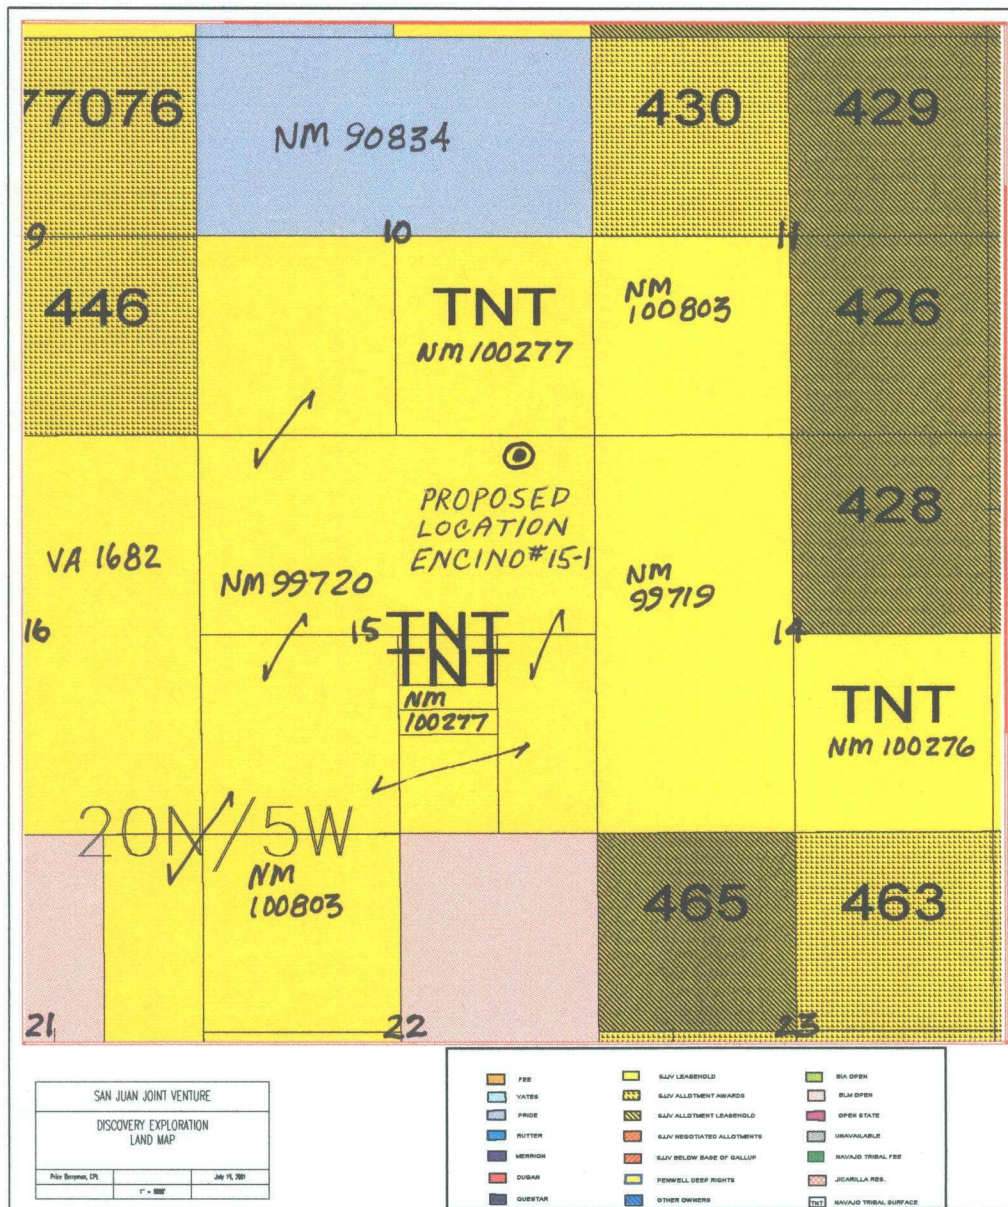 77076
NM 90834
430
429
9
10
11
446
TNT
NM 100277
NM
100803
426
PROPOSED
LOCATION
ENCINO #15-1
428
VA 1682
NM 99720
NM
99719
16
15
TNT
TNT
14
NM
100277
TNT
NM 100276
20N/5W
NM
100803
465
463
21
22
23
SAN JUAN JOINT VENTURE
DISCOVERY EXPLORATION
LAND MAP
July 19, 2001
FEE
YATES
PRIDE
RUTTER
MERRION
DUGAN
QUESTAR
SJJV LEASEHOLD
SJJV ALLOTMENT AWARDS
SJJV ALLOTMENT LEASEHOLD
SJJV NEGOTIATED ALLOTMENTS
SJJV BELOW BASE OF GALLUP
PENWELL DEEP RIGHTS
OTHER OWNERS
BIA OPEN
BLM OPEN
OPEN STATE
UNAVAILABLE
NAVAJO TRIBAL FEE
JICARILLA RES.
TNT NAVAJO TRIBAL SURFACE